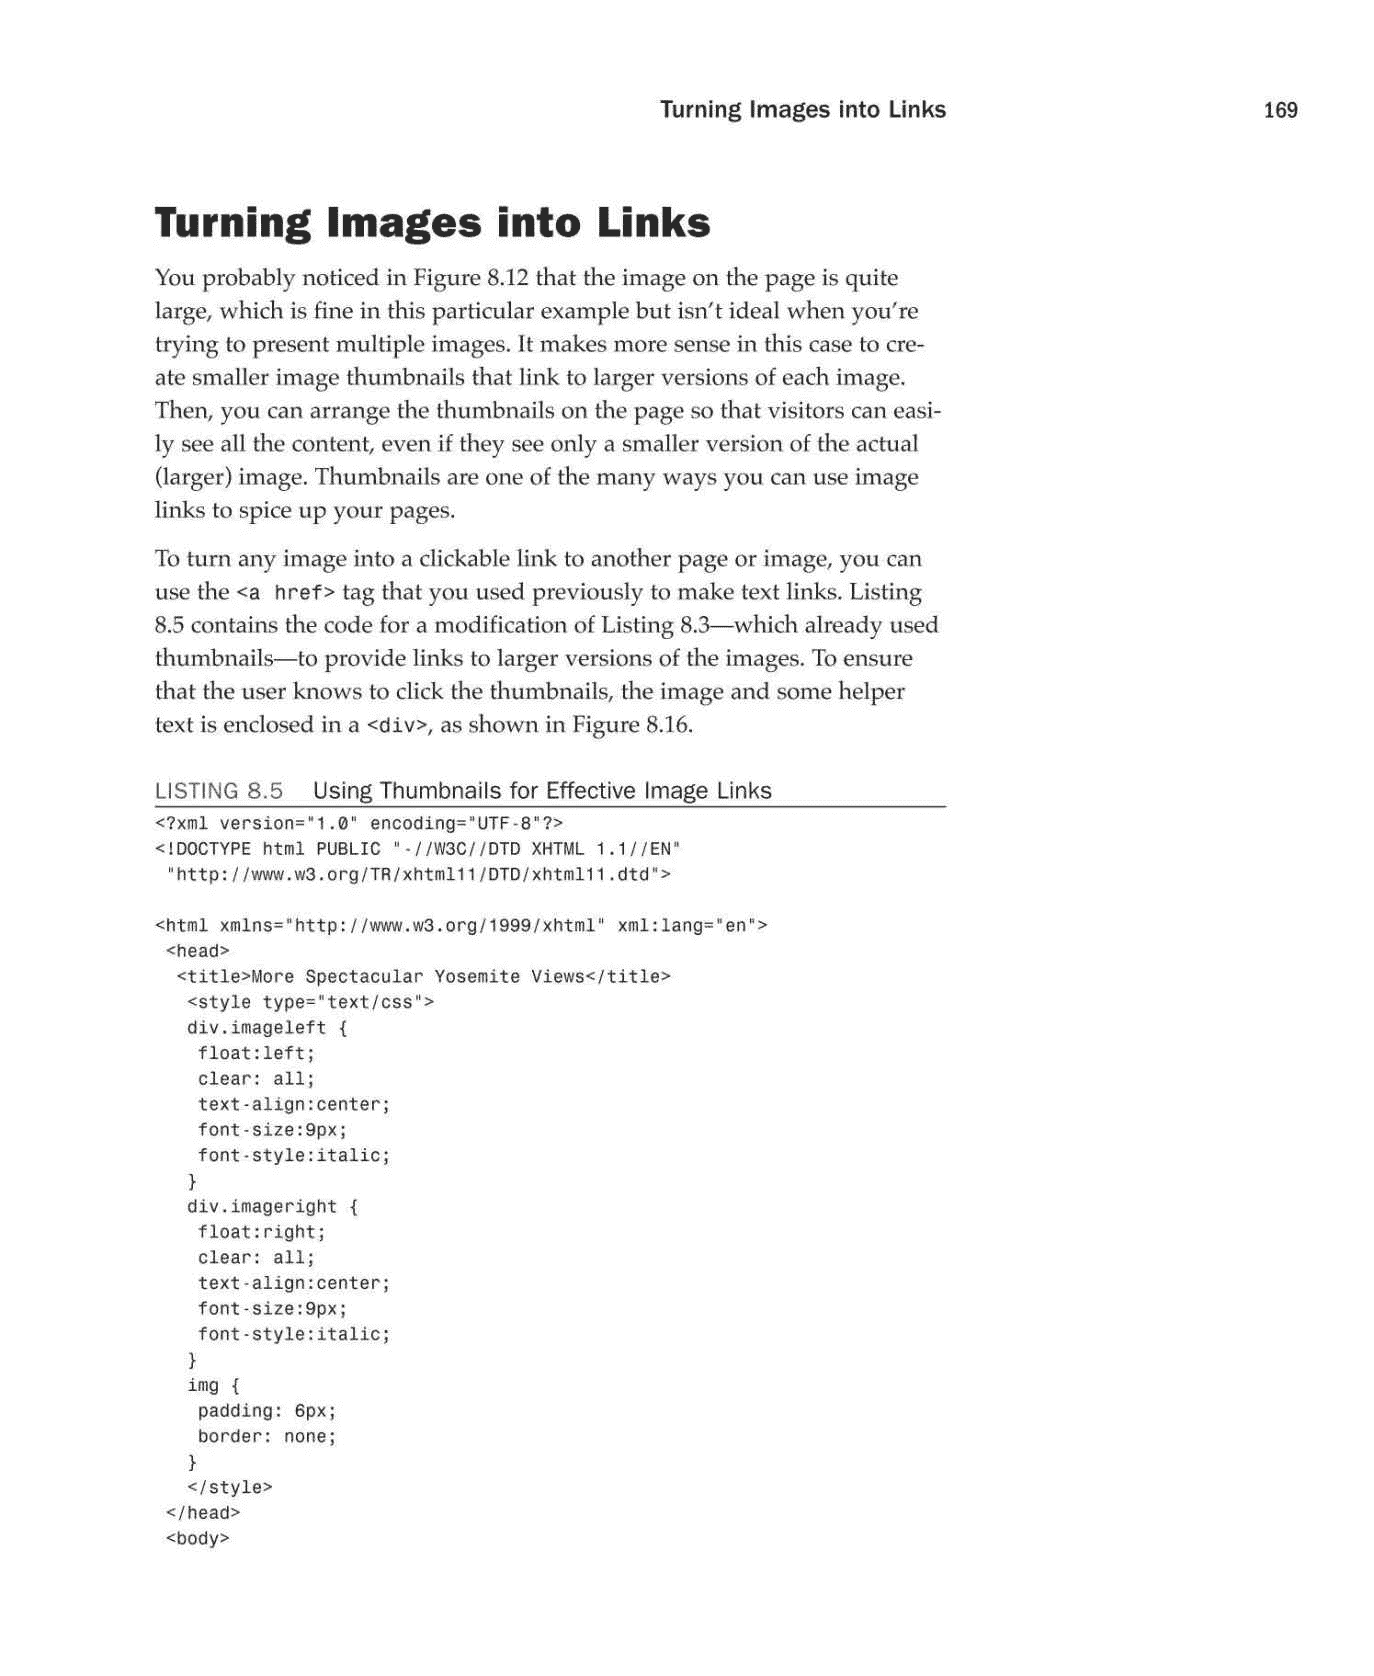 Turning Images into Links 169
Turning Images into Links
You probably noticed in Figure 8.12 that the image on the page is quite
large, which is fine in this particular example but isn’t ideal when you’re
trying to present multiple images. It makes more sense in this case to cre-
ate smaller image thumbnails that link to larger versions of each image.
Then, you can arrange the thumbnails on the page so that visitors can easi-
ly see all the content, even if they see only a smaller version of the actual
(larger) image. Thumbnails are one of the many ways you can use image
links to spice up your pages.
To turn any image into a clickable link to another page or image, you can
use the <a href> tag that you used previously to make text links. Listing
8.5 contains the code for a modification of Listing 8.3—which already used
thumbnails—to provide links to larger versions of the images. To ensure
that the user knows to click the thumbnails, the image and some helper
text is enclosed in a <div>, as shown in Figure 8.16.
LISTING 8.5 Using Thumbnails for Effective Image Links
<?xml version="1.0" encoding="UTF-8"?>
<!DOCTYPE html PUBLIC "-//W3C//DTD XHTML 1.1//EN"
"http://www.w3.org/TR/xhtml11/DTD/xhtml11.dtd">
<html xmlns="http://www.w3.org/1999/xhtml" xml:lang="en">
<head>
<title>More Spectacular Yosemite Views</title>
<style type="text/css">
div.imageleft {
float:left;
clear: all;
text-align:center;
font-size:9px;
font-style:italic;
}
div.imageright {
float:right;
clear: all;
text-align:center;
font-size:9px;
font-style:italic;
}
img {
padding: 6px;
border: none;
}
</style>
</head>
<body>